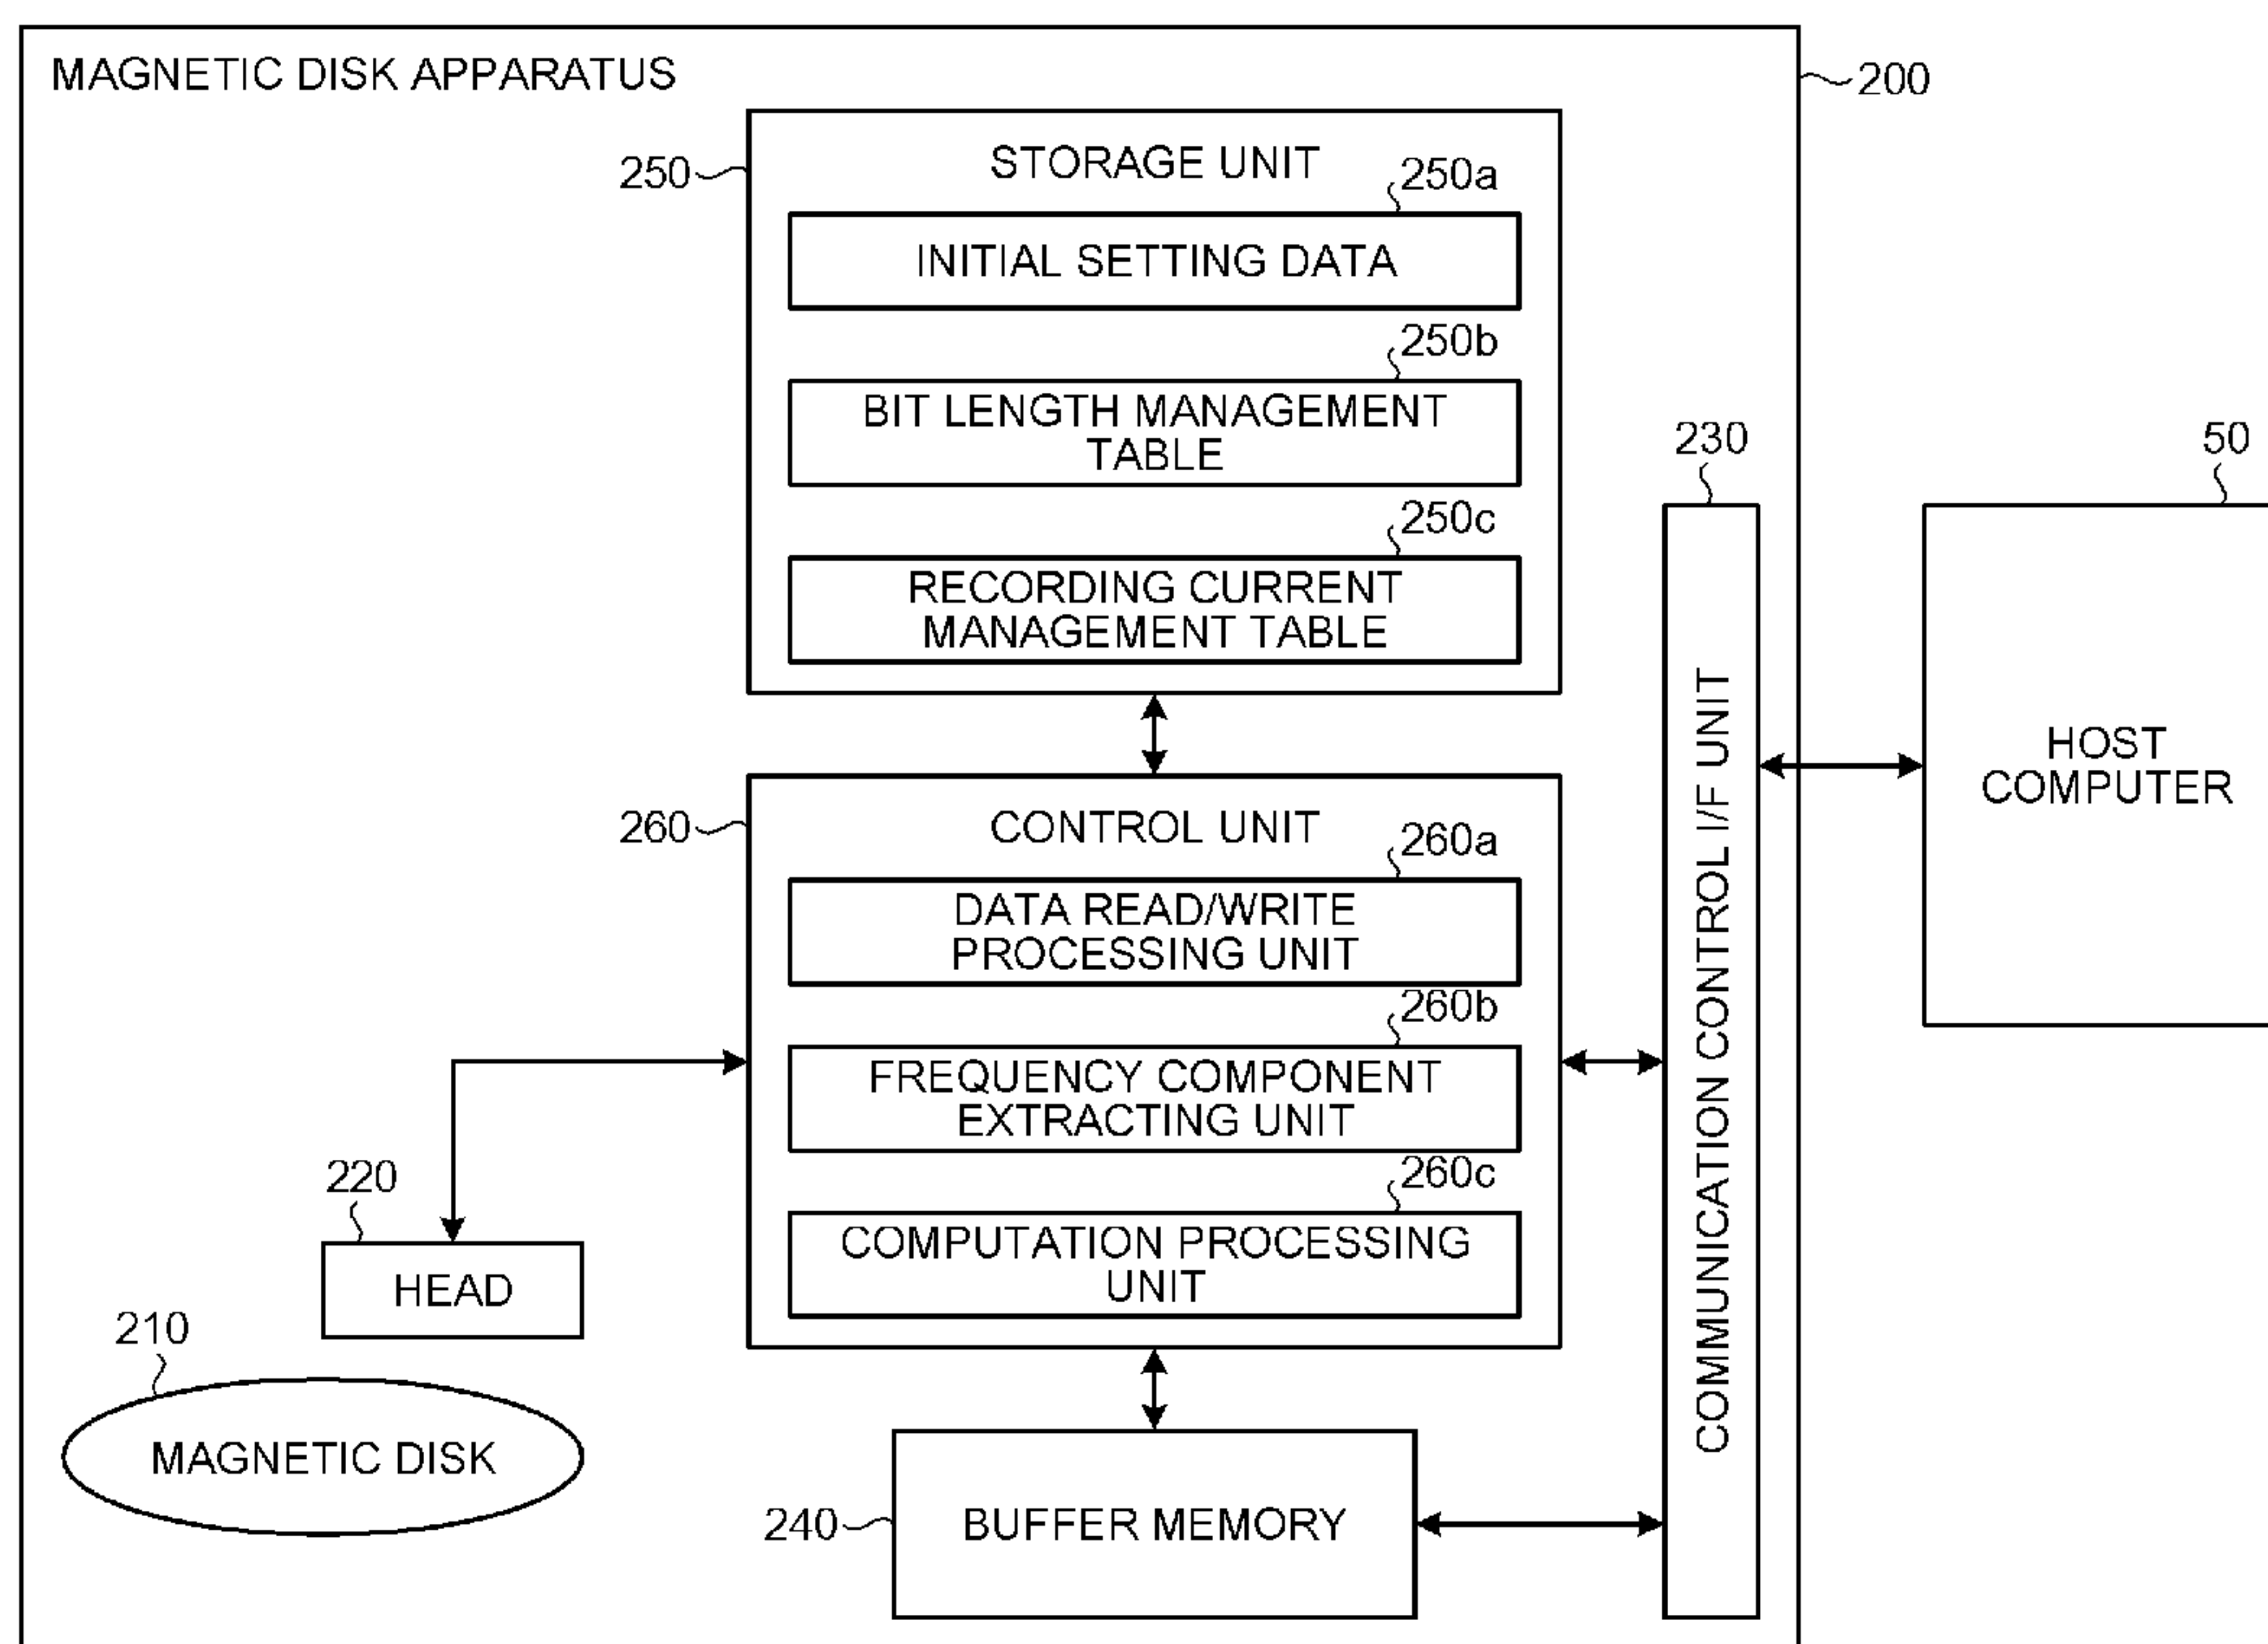 MAGNETIC DISK APPARATUS
200
250
STORAGE UNIT
250a
INITIAL SETTING DATA
250b
BIT LENGTH MANAGEMENT
TABLE
250c
RECORDING CURRENT
MANAGEMENT TABLE
230
50
HOST
COMPUTER
COMMUNICATION CONTROL I/F UNIT
260
CONTROL UNIT
260a
DATA READ/WRITE
PROCESSING UNIT
260b
FREQUENCY COMPONENT
EXTRACTING UNIT
260c
COMPUTATION PROCESSING
UNIT
220
HEAD
210
MAGNETIC DISK
240
BUFFER MEMORY